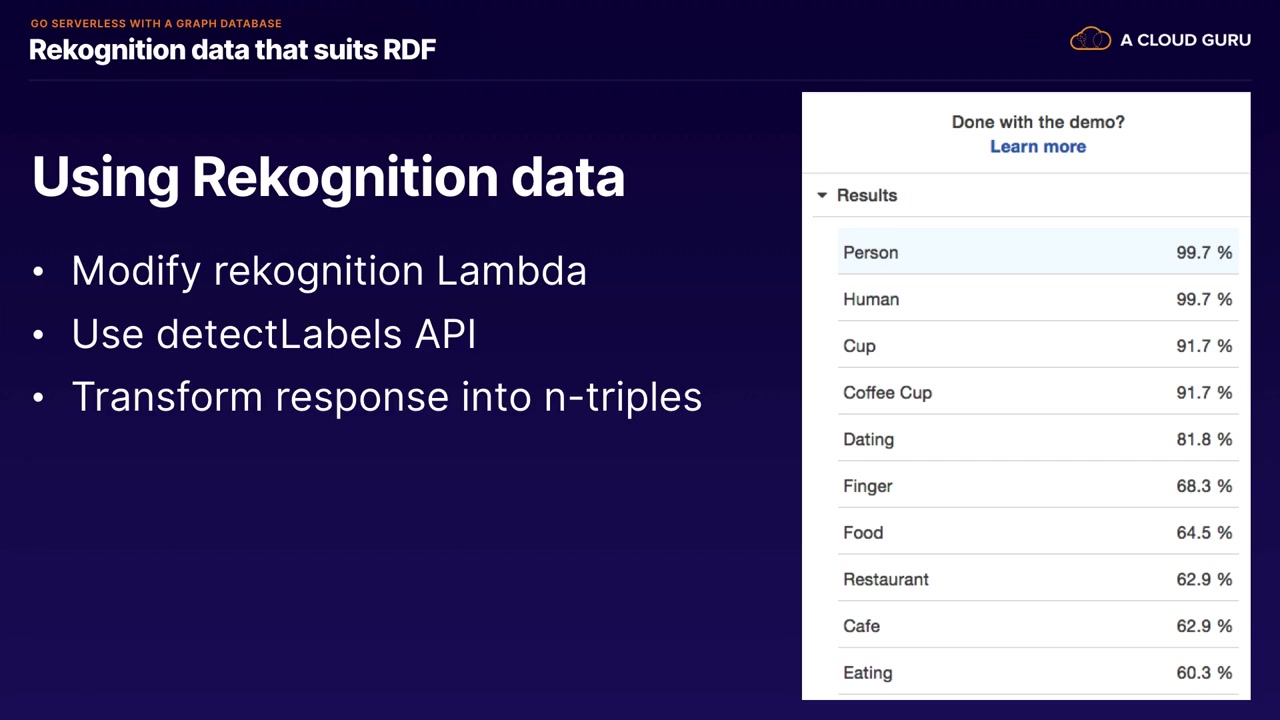 GO SERVERLESS WITH A GRAPH DATABASE
Rekognition data that suits RDF
A CLOUD GURU
Using Rekognition data
• Modify rekognition Lambda
• Use detectLabels API
• Transform response into n-triples
Done with the demo?
Learn more
Results
Person 99.7 %
Human 99.7 %
Cup 91.7 %
Coffee Cup 91.7 %
Dating 81.8 %
Finger 68.3 %
Food 64.5 %
Restaurant 62.9 %
Cafe 62.9 %
Eating 60.3 %